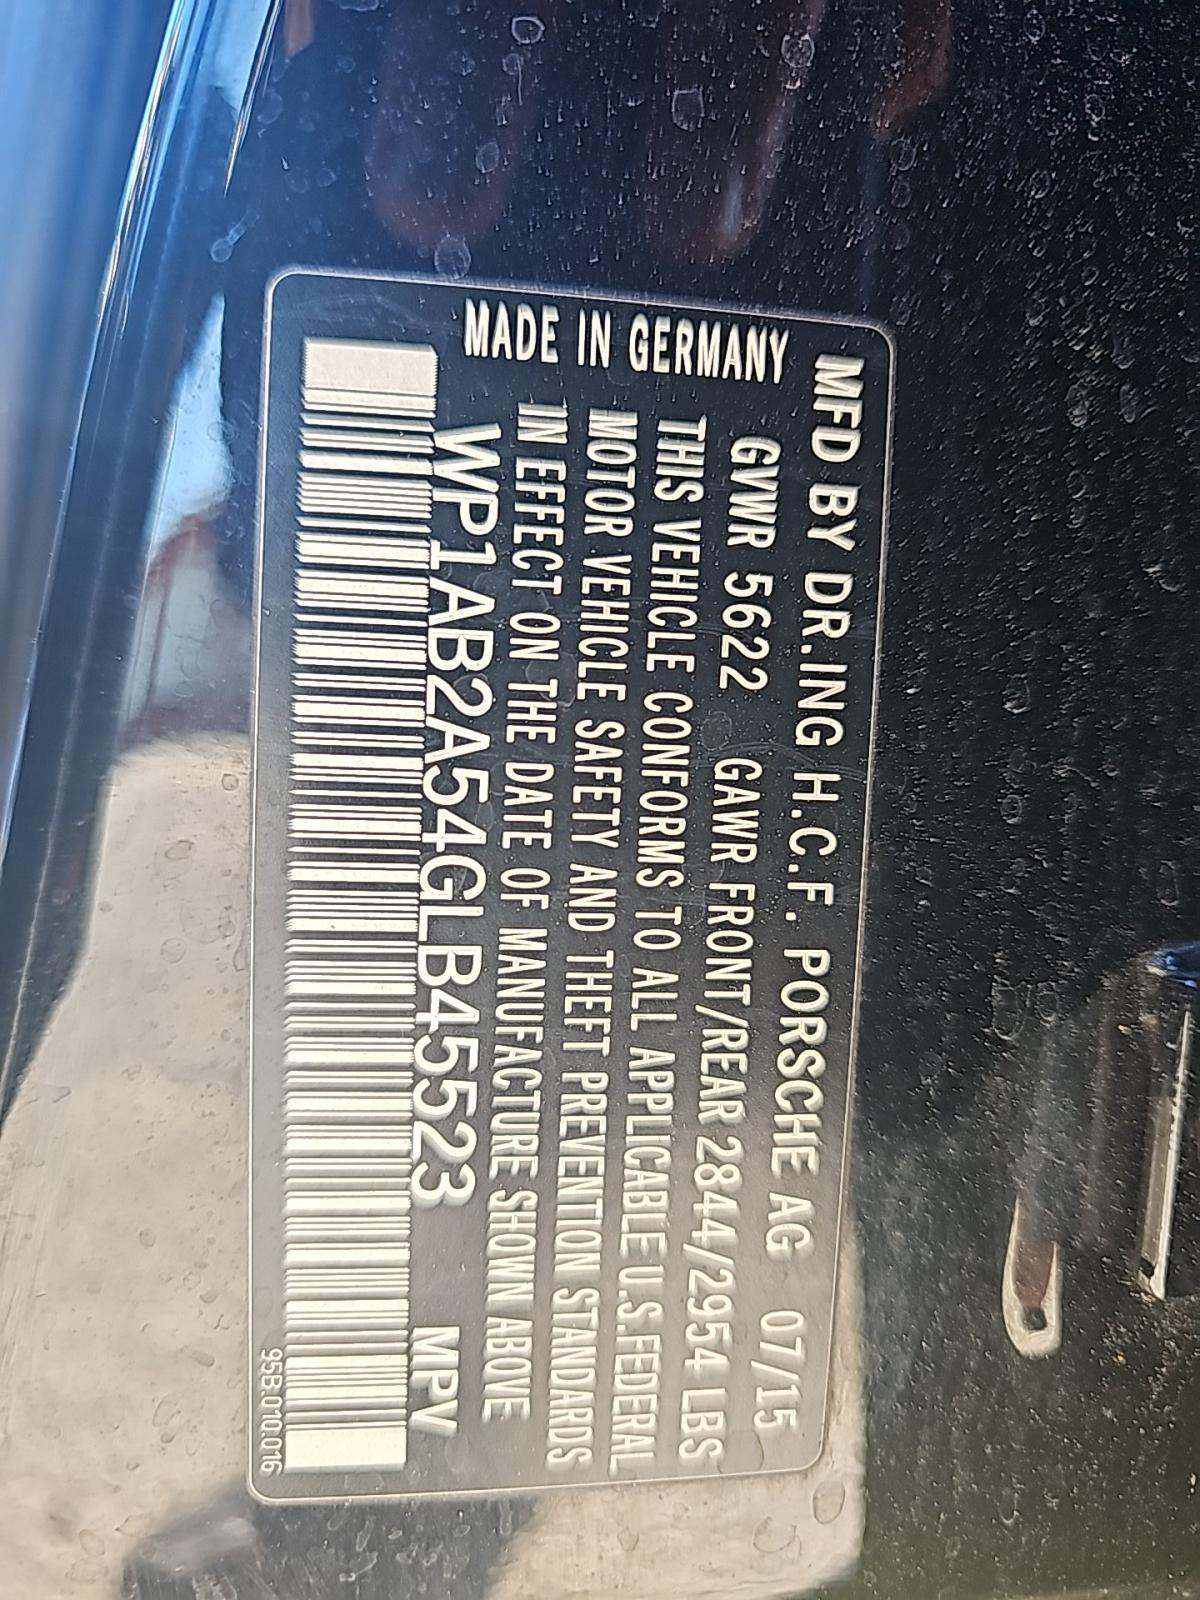 MFD BY DR.ING H.C.F. PORSCHE AG 07/15
GVWR 5622 GAWR FRONT/REAR 2844/2954 LBS
THIS VEHICLE CONFORMS TO ALL APPLICABLE U.S.FEDERAL
MOTOR VEHICLE SAFETY AND THEFT PREVENTION STANDARDS
IN EFFECT ON THE DATE OF MANUFACTURE SHOWN ABOVE
WP1AB2A54GLB45523 MPV
MADE IN GERMANY
95B.010.016